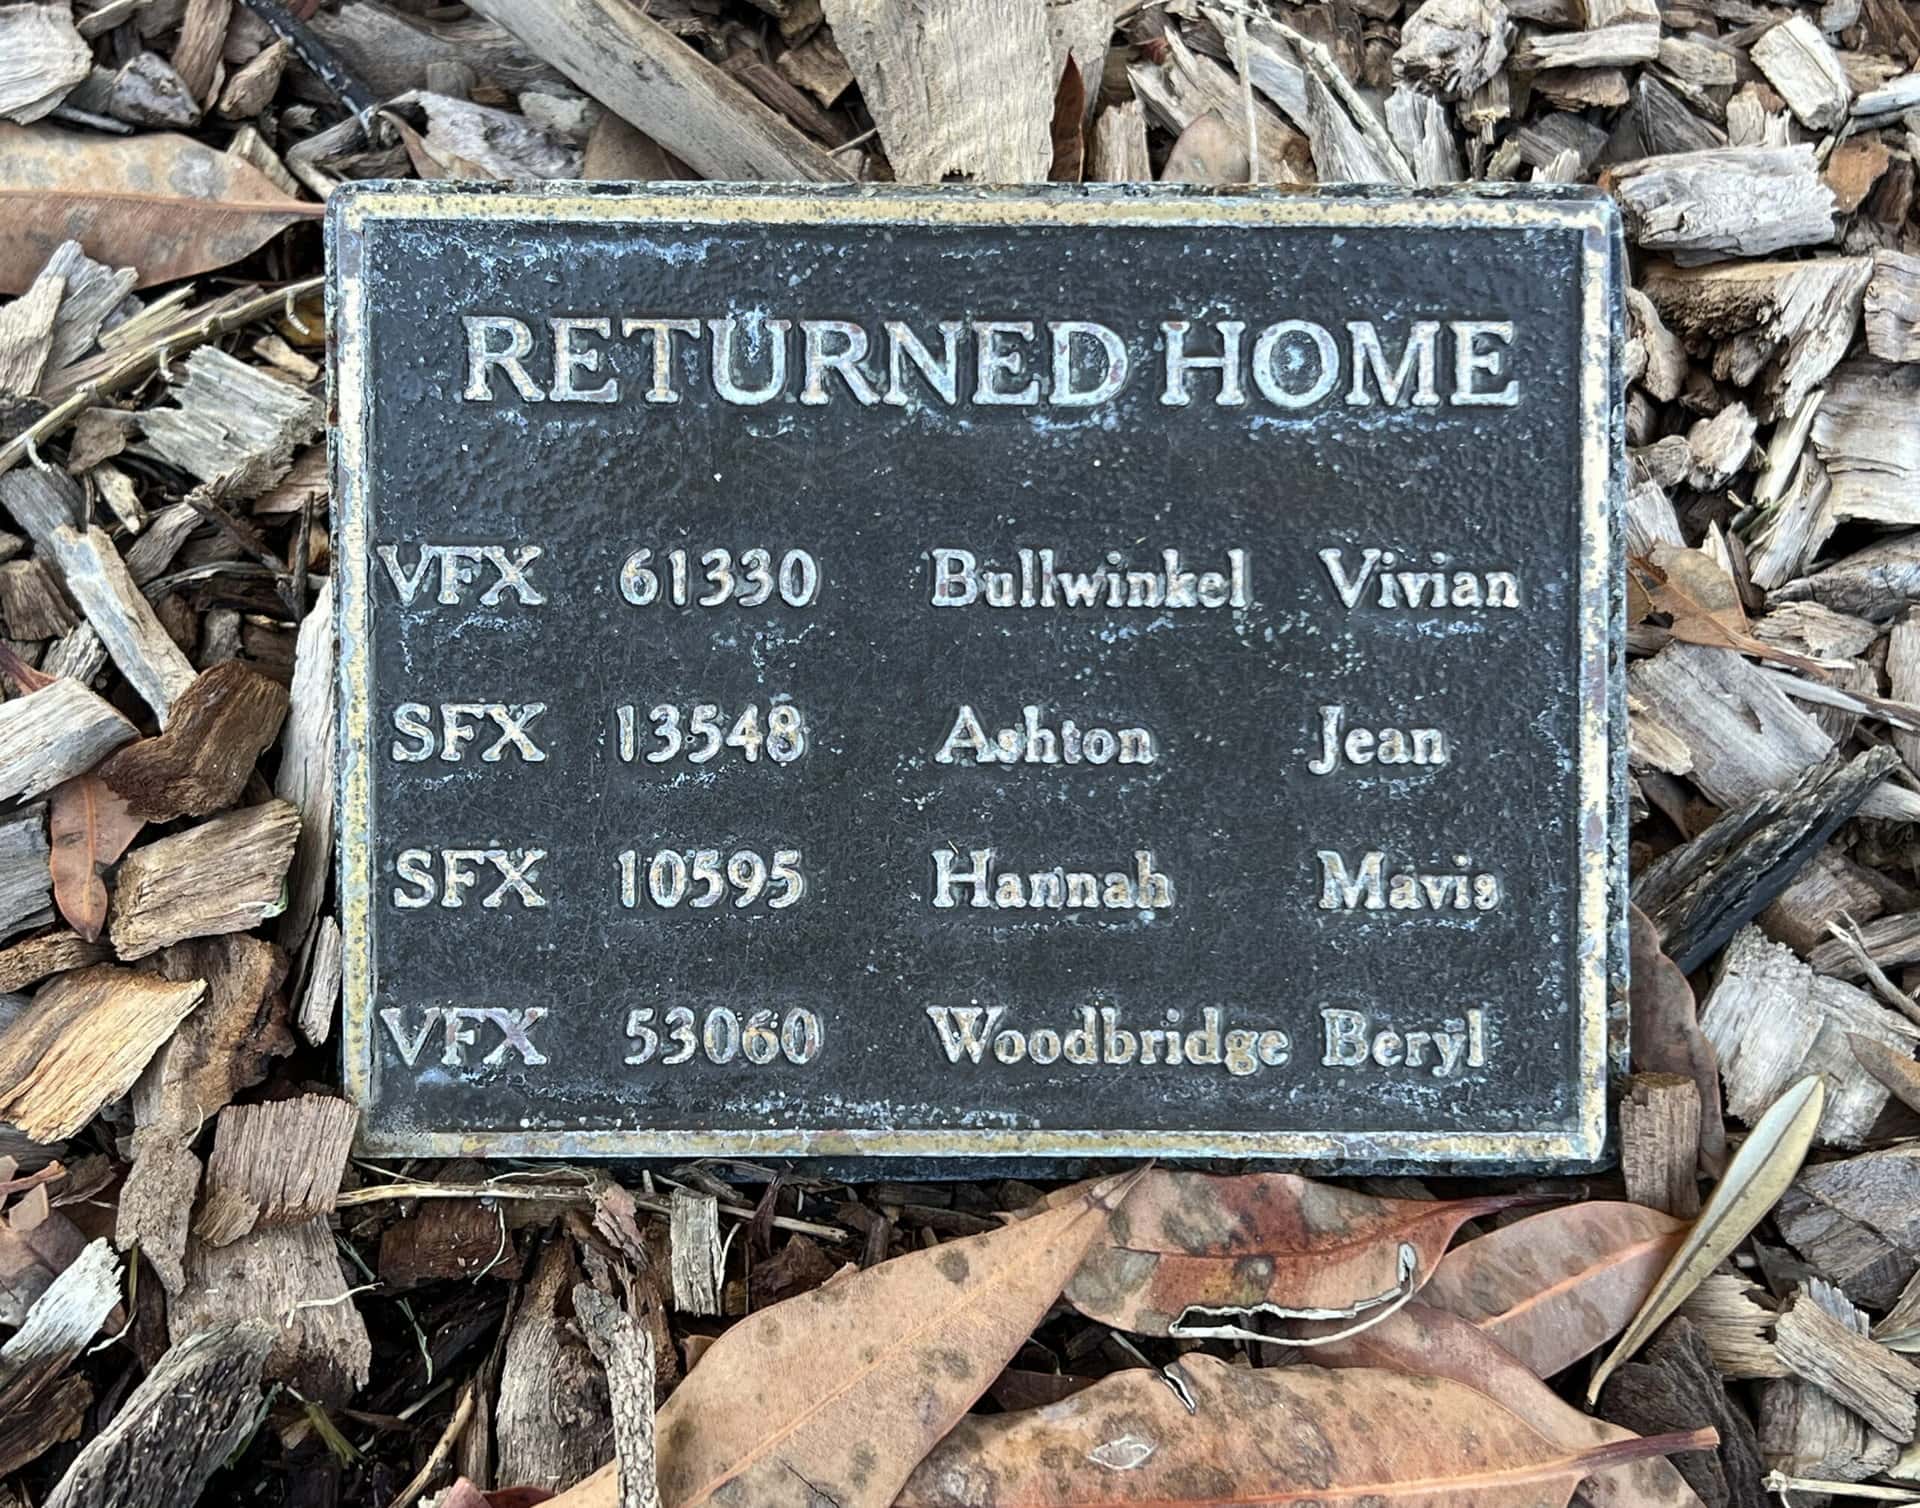 RETURNED HOME
VFX 61330 Bullwinkel Vivian
SFX 13548 Ashton Jean
SFX 10595 Hannah Mavis
VFX 53060 Woodbridge Beryl